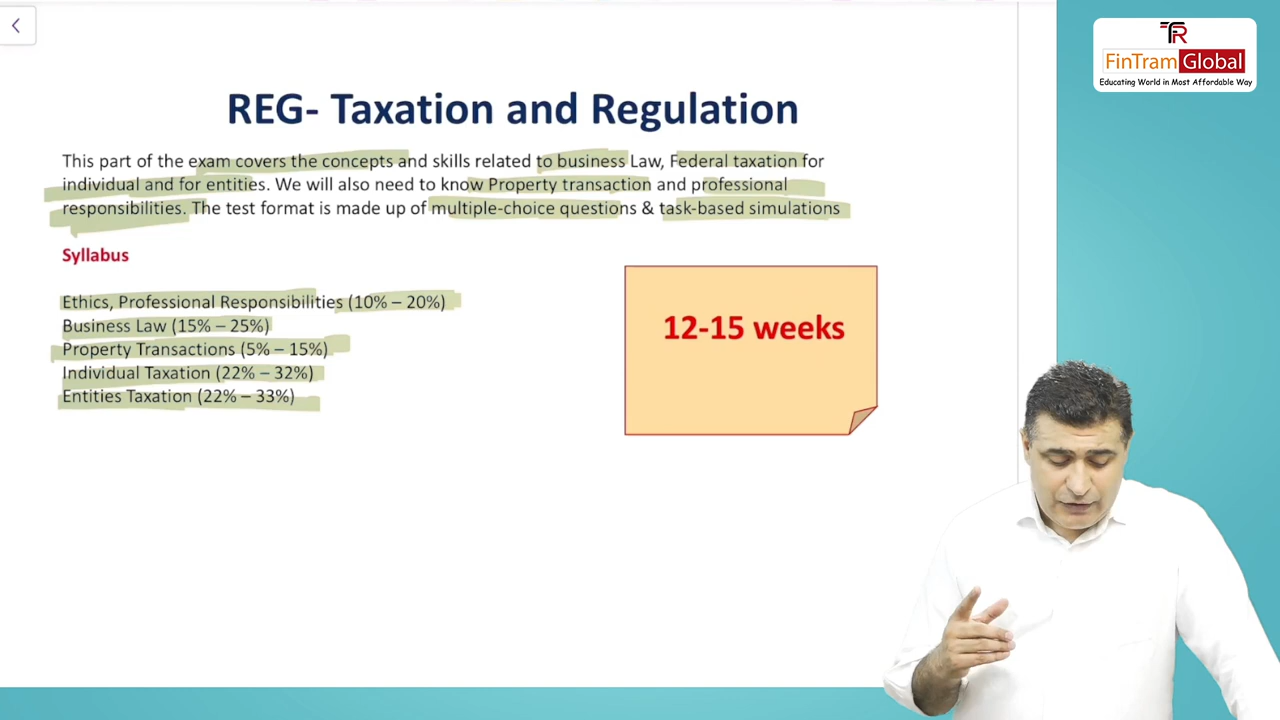 REG- Taxation and Regulation
This part of the exam covers the concepts and skills related to business Law, Federal taxation for
individual and for entities. We will also need to know Property transaction and professional
responsibilities. The test format is made up of multiple-choice questions & task-based simulations
Syllabus
Ethics, Professional Responsibilities (10% – 20%)
Business Law (15% – 25%)
Property Transactions (5% – 15%)
Individual Taxation (22% – 32%)
Entities Taxation (22% – 33%)
12-15 weeks
FR
FinTram Global
Educating World in Most Affordable Way